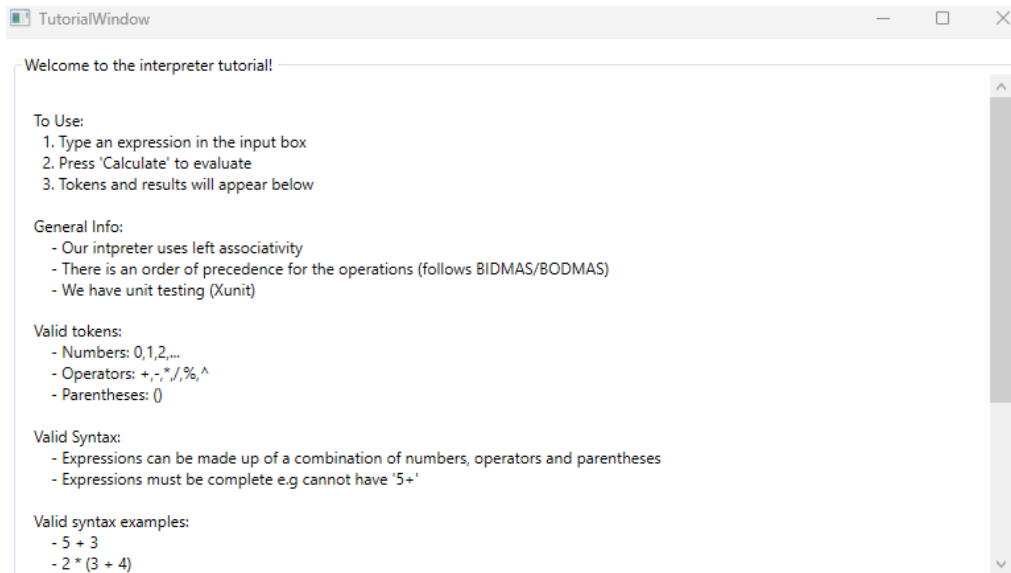 TutorialWindow
Welcome to the interpreter tutorial!
To Use:
1. Type an expression in the input box
2. Press 'Calculate' to evaluate
3. Tokens and results will appear below
General Info:
- Our intpreter uses left associativity
- There is an order of precedence for the operations (follows BIDMAS/BODMAS)
- We have unit testing (Xunit)
Valid tokens:
- Numbers: 0,1,2,...
- Operators: +,-,*,/,%,^
- Parentheses: ()
Valid Syntax:
- Expressions can be made up of a combination of numbers, operators and parentheses
- Expressions must be complete e.g cannot have '5+'
Valid syntax examples:
- 5 + 3
- 2 * (3 + 4)